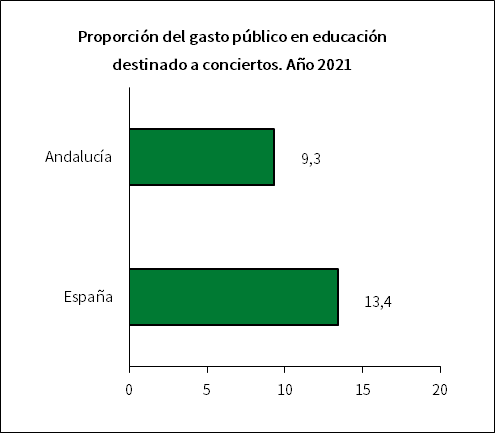 Proporción del gasto público en educación
destinado a conciertos. Año 2021
Andalucía
9,3
España
13,4
0 5 10 15 20